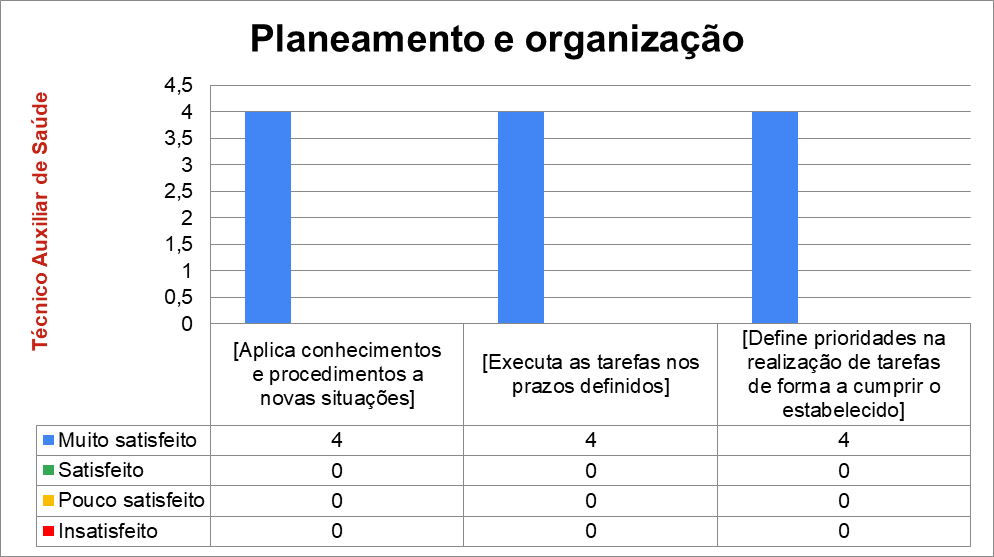 Planeamento e organização
Técnico Auxiliar de Saúde
4,5
4
3,5
3
2,5
2
1,5
1
0,5
0
[Aplica conhecimentos
e procedimentos a
novas situações]
[Executa as tarefas nos
prazos definidos]
[Define prioridades na
realização de tarefas
de forma a cumprir o
estabelecido]
Muito satisfeito 4 4 4
Satisfeito 0 0 0
Pouco satisfeito 0 0 0
Insatisfeito 0 0 0